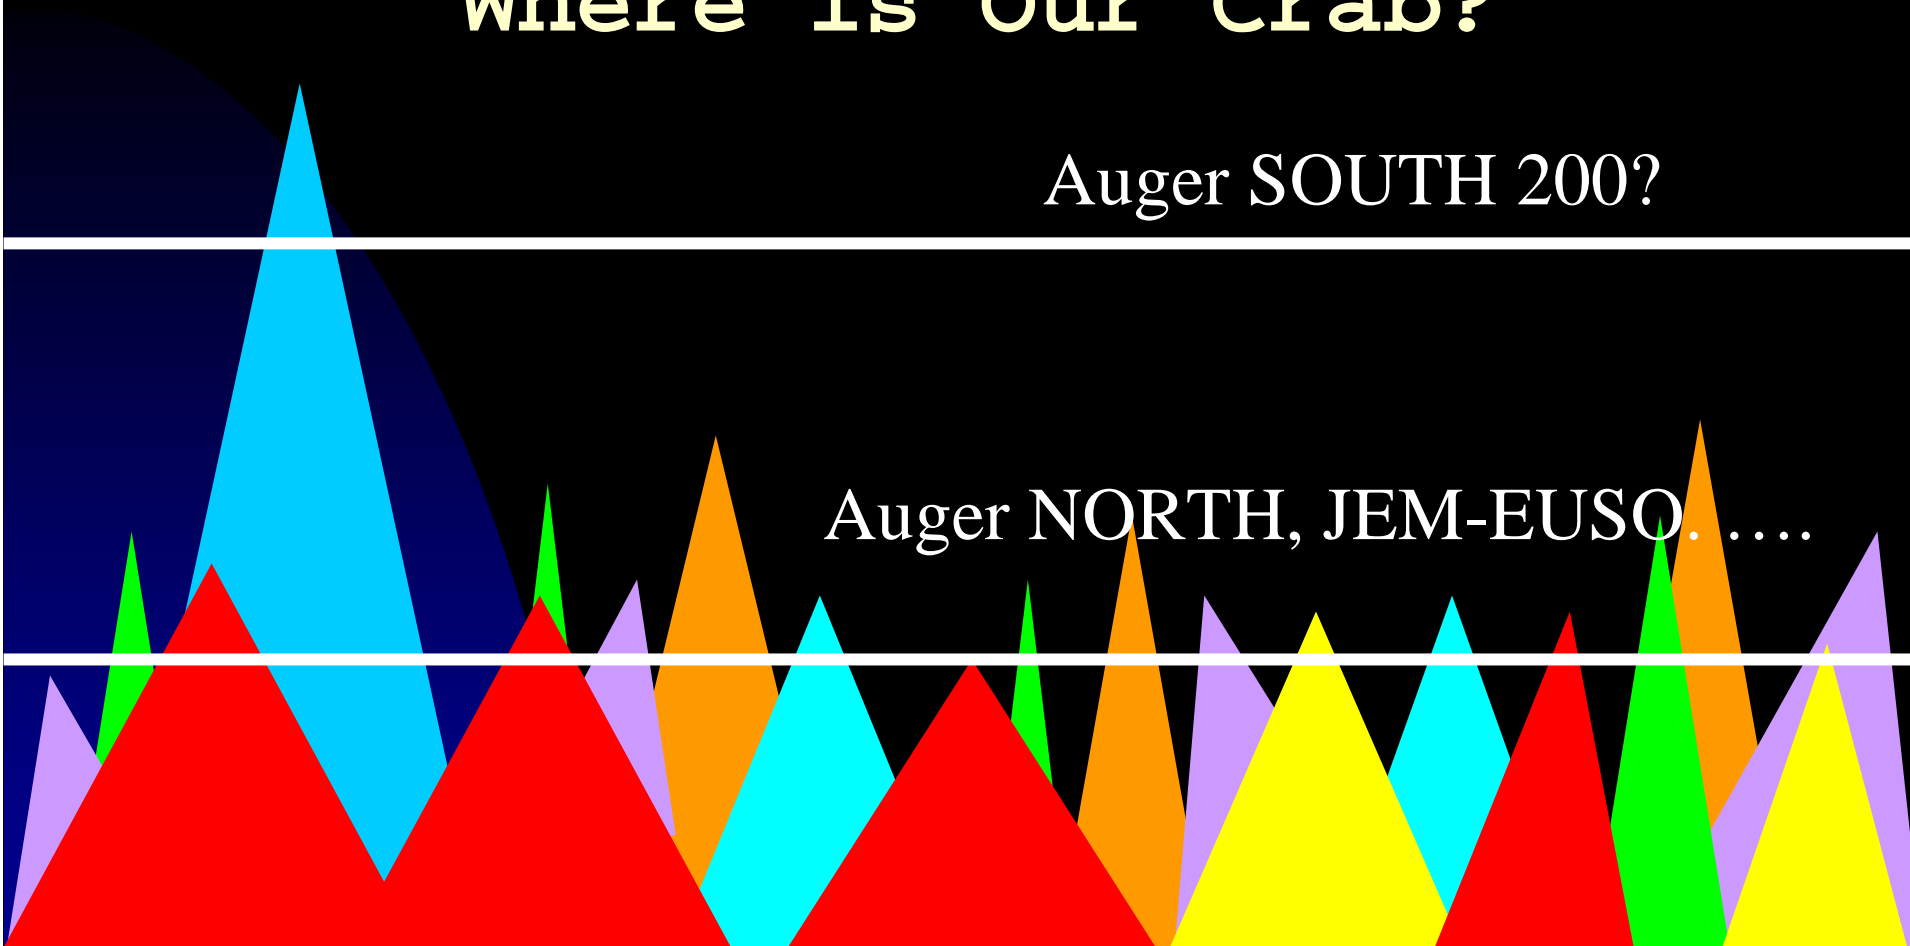 Where is Our Crab?
Auger SOUTH 200?
Auger NORTH, JEM-EUSO. ....